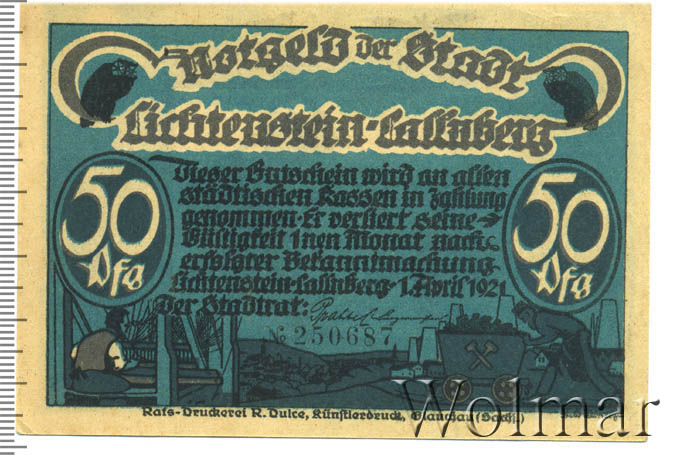 Notgeld der Stadt
Lichtenstein-Callnberg
50
Pfg
50
Pfg
Dieser Gutschein wird an allen
städtischen Kassen in Zahlung
genommen. Er verliert seine
Gültigkeit 1nen Monat nach
erfolgter Bekanntmachung
Lichtenstein-Callnberg 1. April 1921
Der Stadtrat:
№ 250687
Rats-Druckerei R. Dulce, Künstlerdruck, Glauchau (Sachs.)
Wolmar